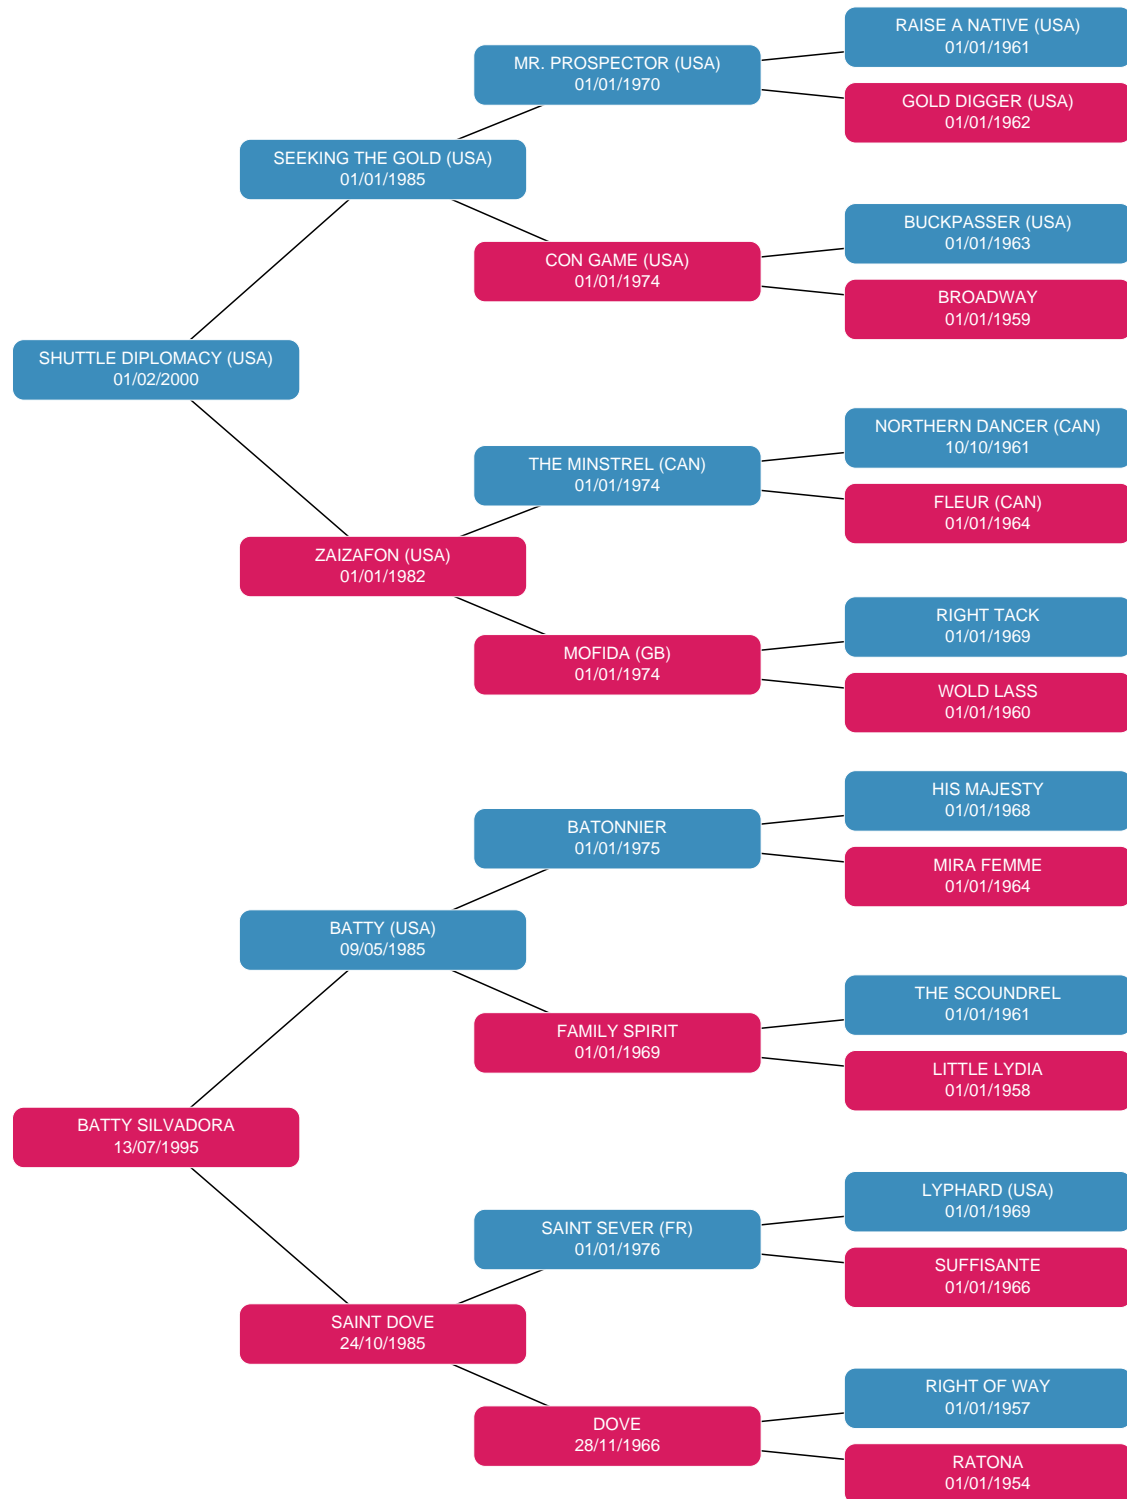 RAISE A NATIVE (USA)
01/01/1961
MR. PROSPECTOR (USA)
01/01/1970
GOLD DIGGER (USA)
01/01/1962
SEEKING THE GOLD (USA)
01/01/1985
BUCKPASSER (USA)
01/01/1963
CON GAME (USA)
01/01/1974
BROADWAY
01/01/1959
SHUTTLE DIPLOMACY (USA)
01/02/2000
NORTHERN DANCER (CAN)
10/10/1961
THE MINSTREL (CAN)
01/01/1974
FLEUR (CAN)
01/01/1964
ZAIZAFON (USA)
01/01/1982
RIGHT TACK
01/01/1969
MOFIDA (GB)
01/01/1974
WOLD LASS
01/01/1960
HIS MAJESTY
01/01/1968
BATONNIER
01/01/1975
MIRA FEMME
01/01/1964
BATTY (USA)
09/05/1985
THE SCOUNDREL
01/01/1961
FAMILY SPIRIT
01/01/1969
LITTLE LYDIA
01/01/1958
BATTY SILVADORA
13/07/1995
LYPHARD (USA)
01/01/1969
SAINT SEVER (FR)
01/01/1976
SUFFISANTE
01/01/1966
SAINT DOVE
24/10/1985
RIGHT OF WAY
01/01/1957
DOVE
28/11/1966
RATONA
01/01/1954